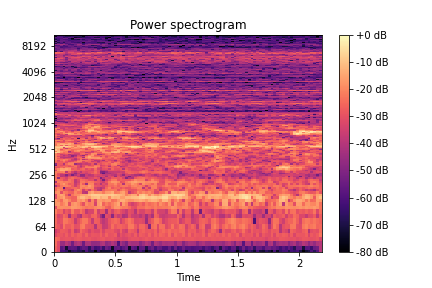 Power spectrogram
+0 dB
8192
-10 dB
4096
-20 dB
2048
-30 dB
1024
Hz
512
-40 dB
256
-50 dB
128
-60 dB
64
-70 dB
0
-80 dB
0 0.5 1 1.5 2
Time